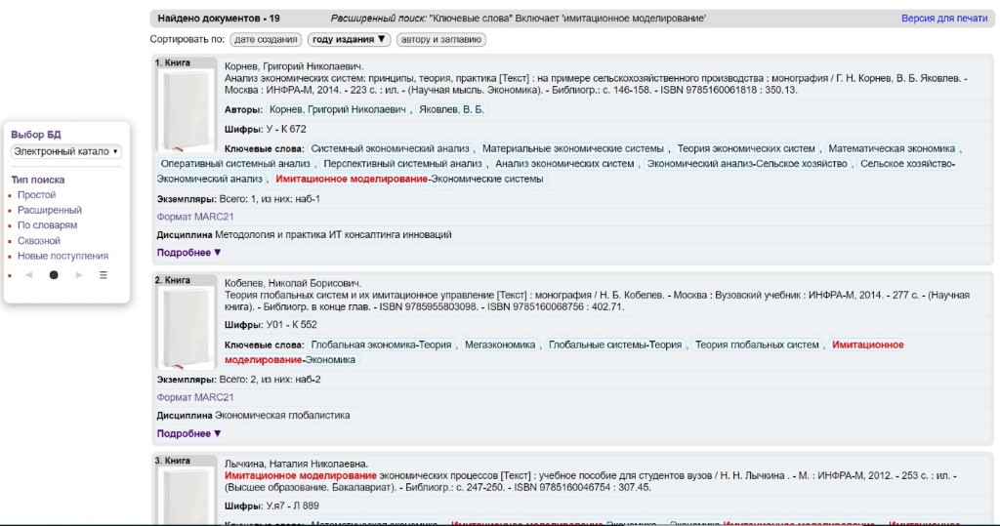 Найдено документов - 19
Расширенный поиск: "Ключевые слова" Включает 'имитационное моделирование'
Версия для печати
Сортировать по: дате создания году издания ▼ автору и заглавию
Выбор БД
Электронный катало ▼
Тип поиска
Простой
Расширенный
По словарям
Сквозной
Новые поступления
1. Книга
Корнев, Григорий Николаевич.
Анализ экономических систем: принципы, теория, практика [Текст] : на примере сельскохозяйственного производства : монография / Г. Н. Корнев, В. Б. Яковлев. -
Москва : ИНФРА-М, 2014. - 223 с. : ил. - (Научная мысль. Экономика). - Библиогр.: с. 146-158. - ISBN 9785160061818 : 350.13.
Авторы: Корнев, Григорий Николаевич , Яковлев, В. Б.
Шифры: У - К 672
Ключевые слова: Системный экономический анализ , Материальные экономические системы , Теория экономических систем , Математическая экономика ,
Оперативный системный анализ , Перспективный системный анализ , Анализ экономических систем , Экономический анализ-Сельское хозяйство , Сельское хозяйство-
Экономический анализ , Имитационное моделирование-Экономические системы
Экземпляры: Всего: 1, из них: наб-1
Формат MARC21
Дисциплина Методология и практика ИТ консалтинга инноваций
Подробнее ▼
2. Книга
Кобелев, Николай Борисович.
Теория глобальных систем и их имитационное управление [Текст] : монография / Н. Б. Кобелев. - Москва : Вузовский учебник : ИНФРА-М, 2014. - 277 с. - (Научная
книга). - Библиогр. в конце глав. - ISBN 9785955803098. - ISBN 9785160068756 : 402.71.
Шифры: У01 - К 552
Ключевые слова: Глобальная экономика-Теория , Мегаэкономика , Глобальные системы-Теория , Теория глобальных систем , Имитационное
моделирование-Экономика
Экземпляры: Всего: 2, из них: наб-2
Формат MARC21
Дисциплина Экономическая глобалистика
Подробнее ▼
3. Книга
Лычкина, Наталия Николаевна.
Имитационное моделирование экономических процессов [Текст] : учебное пособие для студентов вузов / Н. Н. Лычкина . - М. : ИНФРА-М, 2012. - 253 с. : ил. -
(Высшее образование. Бакалавриат). - Библиогр.: с. 247-250. - ISBN 9785160046754 : 307.45.
Шифры: У.я7 - Л 889